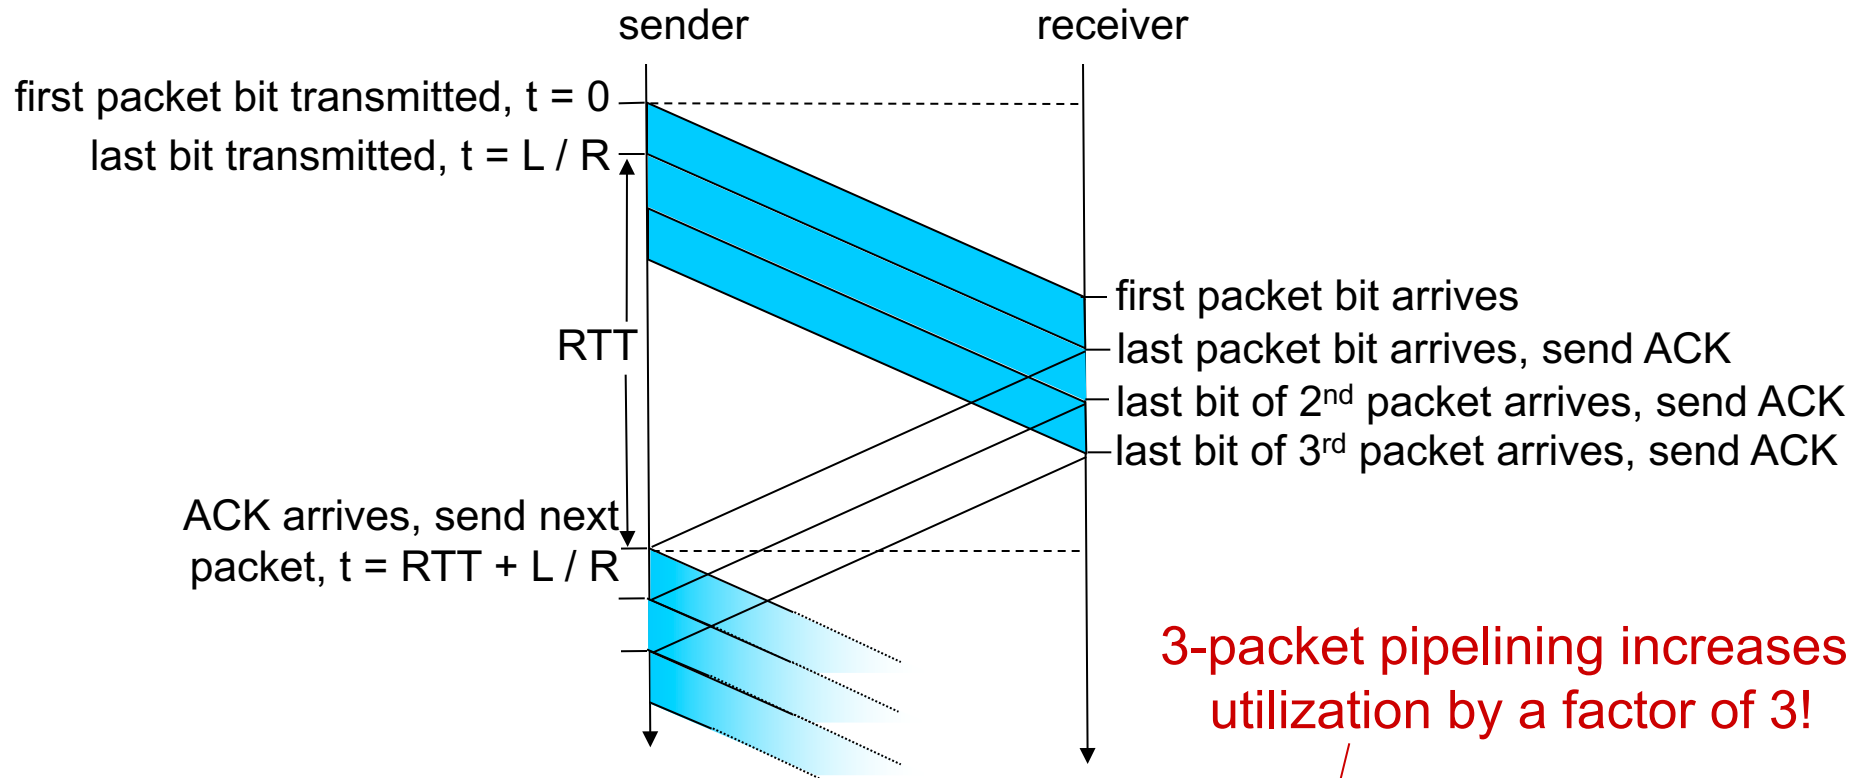 sender
receiver
first packet bit transmitted, t = 0
last bit transmitted, t = L / R
RTT
first packet bit arrives
last packet bit arrives, send ACK
last bit of 2nd packet arrives, send ACK
last bit of 3rd packet arrives, send ACK
ACK arrives, send next
packet, t = RTT + L / R
3-packet pipelining increases
utilization by a factor of 3!